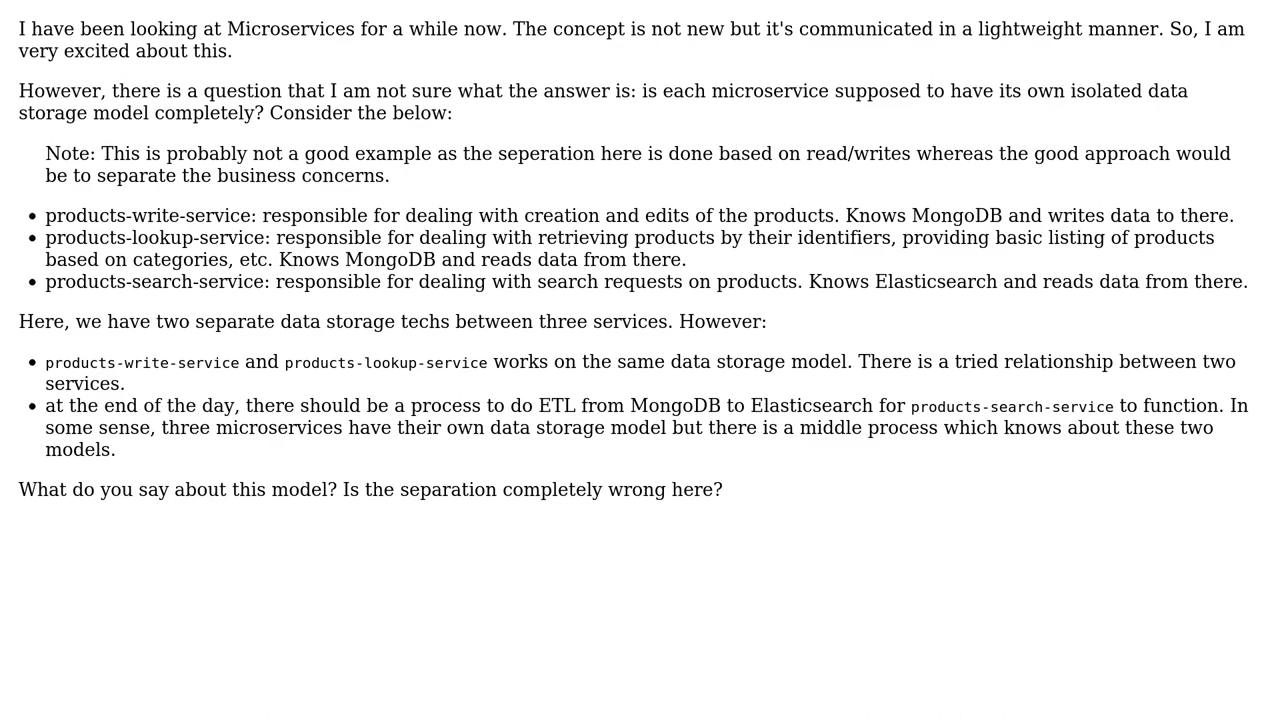 I have been looking at Microservices for a while now. The concept is not new but it's communicated in a lightweight manner. So, I am
very excited about this.
However, there is a question that I am not sure what the answer is: is each microservice supposed to have its own isolated data
storage model completely? Consider the below:
Note: This is probably not a good example as the seperation here is done based on read/writes whereas the good approach would
be to separate the business concerns.
• products-write-service: responsible for dealing with creation and edits of the products. Knows MongoDB and writes data to there.
• products-lookup-service: responsible for dealing with retrieving products by their identifiers, providing basic listing of products
based on categories, etc. Knows MongoDB and reads data from there.
• products-search-service: responsible for dealing with search requests on products. Knows Elasticsearch and reads data from there.
Here, we have two separate data storage techs between three services. However:
• products-write-service and products-lookup-service works on the same data storage model. There is a tried relationship between two
services.
• at the end of the day, there should be a process to do ETL from MongoDB to Elasticsearch for products-search-service to function. In
some sense, three microservices have their own data storage model but there is a middle process which knows about these two
models.
What do you say about this model? Is the separation completely wrong here?